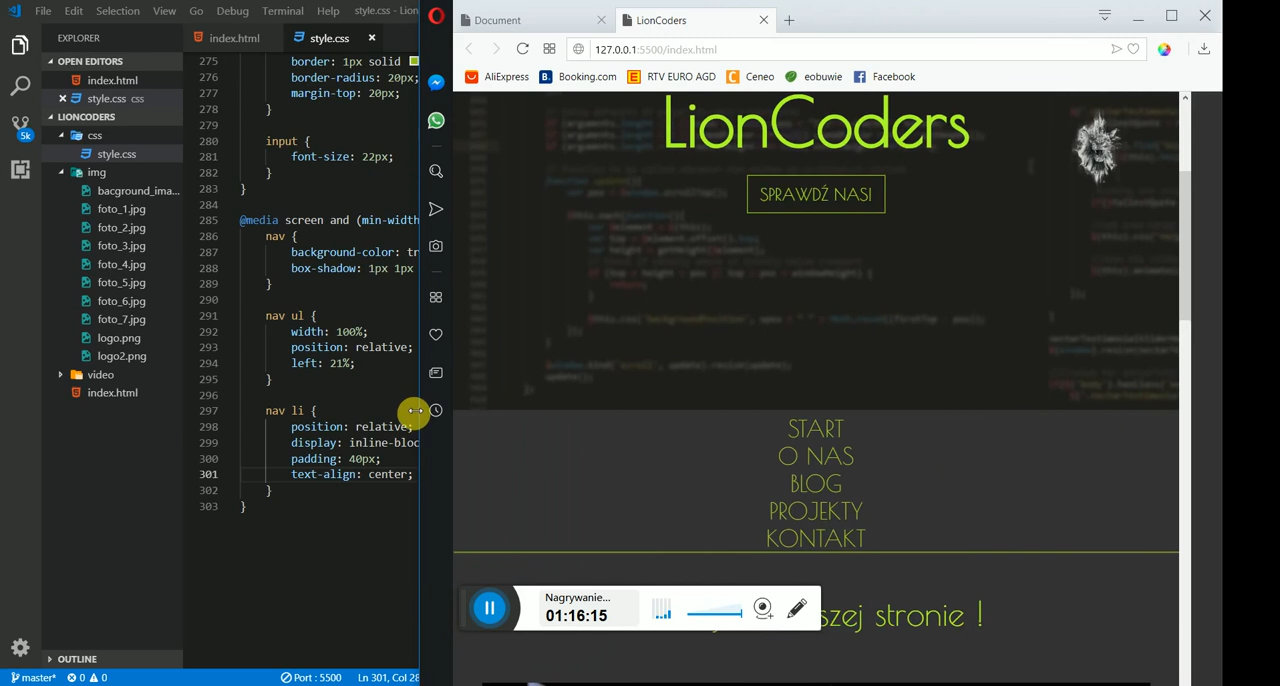 File Edit Selection View Go Debug Terminal Help style.css - Lion
EXPLORER
OPEN EDITORS
index.html
style.css css
LIONCODERS
css
style.css
img
bacground_ima...
foto_1.jpg
foto_2.jpg
foto_3.jpg
foto_4.jpg
foto_5.jpg
foto_6.jpg
foto_7.jpg
logo.png
logo2.png
video
index.html
OUTLINE
5k
index.html style.css
275 border: 1px solid
276 border-radius: 20px;
277 margin-top: 20px;
278 }
279
280 input {
281 font-size: 22px;
282 }
283 }
284
285 @media screen and (min-width
286 nav {
287 background-color: tr
288 box-shadow: 1px 1px
289 }
290
291 nav ul {
292 width: 100%;
293 position: relative;
294 left: 21%;
295 }
296
297 nav li {
298 position: relative;
299 display: inline-bloc
300 padding: 40px;
301 text-align: center;
302 }
303 }
master* 0 0 Port : 5500 Ln 301, Col 28
Document LionCoders
127.0.0.1:5500/index.html
AliExpress B. Booking.com E RTV EURO AGD C Ceneo eobuwie Facebook
LionCoders
SPRAWDŹ NAS!
START
O NAS
BLOG
PROJEKTY
KONTAKT
szej stronie !
Nagrywanie...
01:16:15